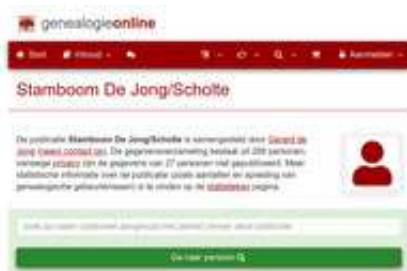 genealogieonline
Start Inhoud Aanmelden
Stamboom De Jong/Scholte
De publicatie Stamboom De Jong/Scholte is samengesteld door Gerard de
Jong (neem contact op). De gegevensverzameling bestaat uit personen,
vanwege privacy zijn de gegevens van 27 personen niet gepubliceerd. Meer
statistische informatie over de publicatie (zoals aantallen en spreiding van
genealogische gebeurtenissen) is te vinden op de statistieken pagina.
Ga naar persoon